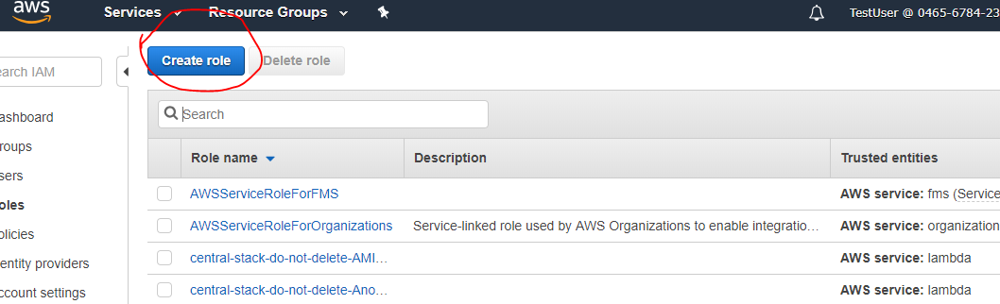 aws Services Resource Groups TestUser @ 0465-6784-23
Create role Delete role
earch IAM
Search
ashboard
Role name Description Trusted entities
roups
sers
AWSServiceRoleForFMS AWS service: fms (Service
oles
AWSServiceRoleForOrganizations Service-linked role used by AWS Organizations to enable integratio… AWS service: organization
olicies
entity providers
central-stack-do-not-delete-AMI… AWS service: lambda
ccount settings
central-stack-do-not-delete-Ano… AWS service: lambda